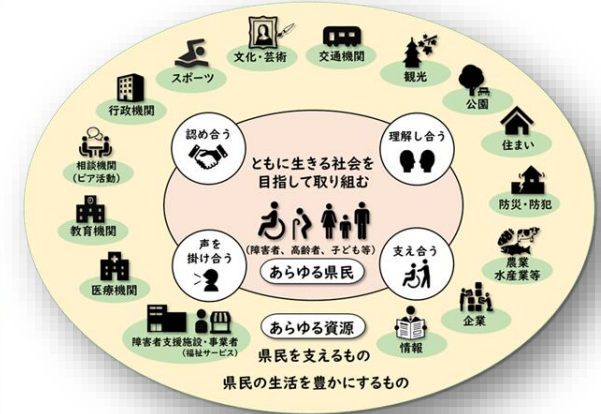 文化・芸術
交通機関
スポーツ
観光
行政機関
公園
認め合う
理解し合う
相談機関
(ピア活動)
住まい
ともに生きる社会を
目指して取り組む
教育機関
防災・防犯
(障害者、高齢者、子ども等)
声を
掛け合う
あらゆる県民
支え合う
農業
水産業等
医療機関
企業
障害者支援施設・事業者
(福祉サービス)
あらゆる資源
情報
県民を支えるもの
県民の生活を豊かにするもの